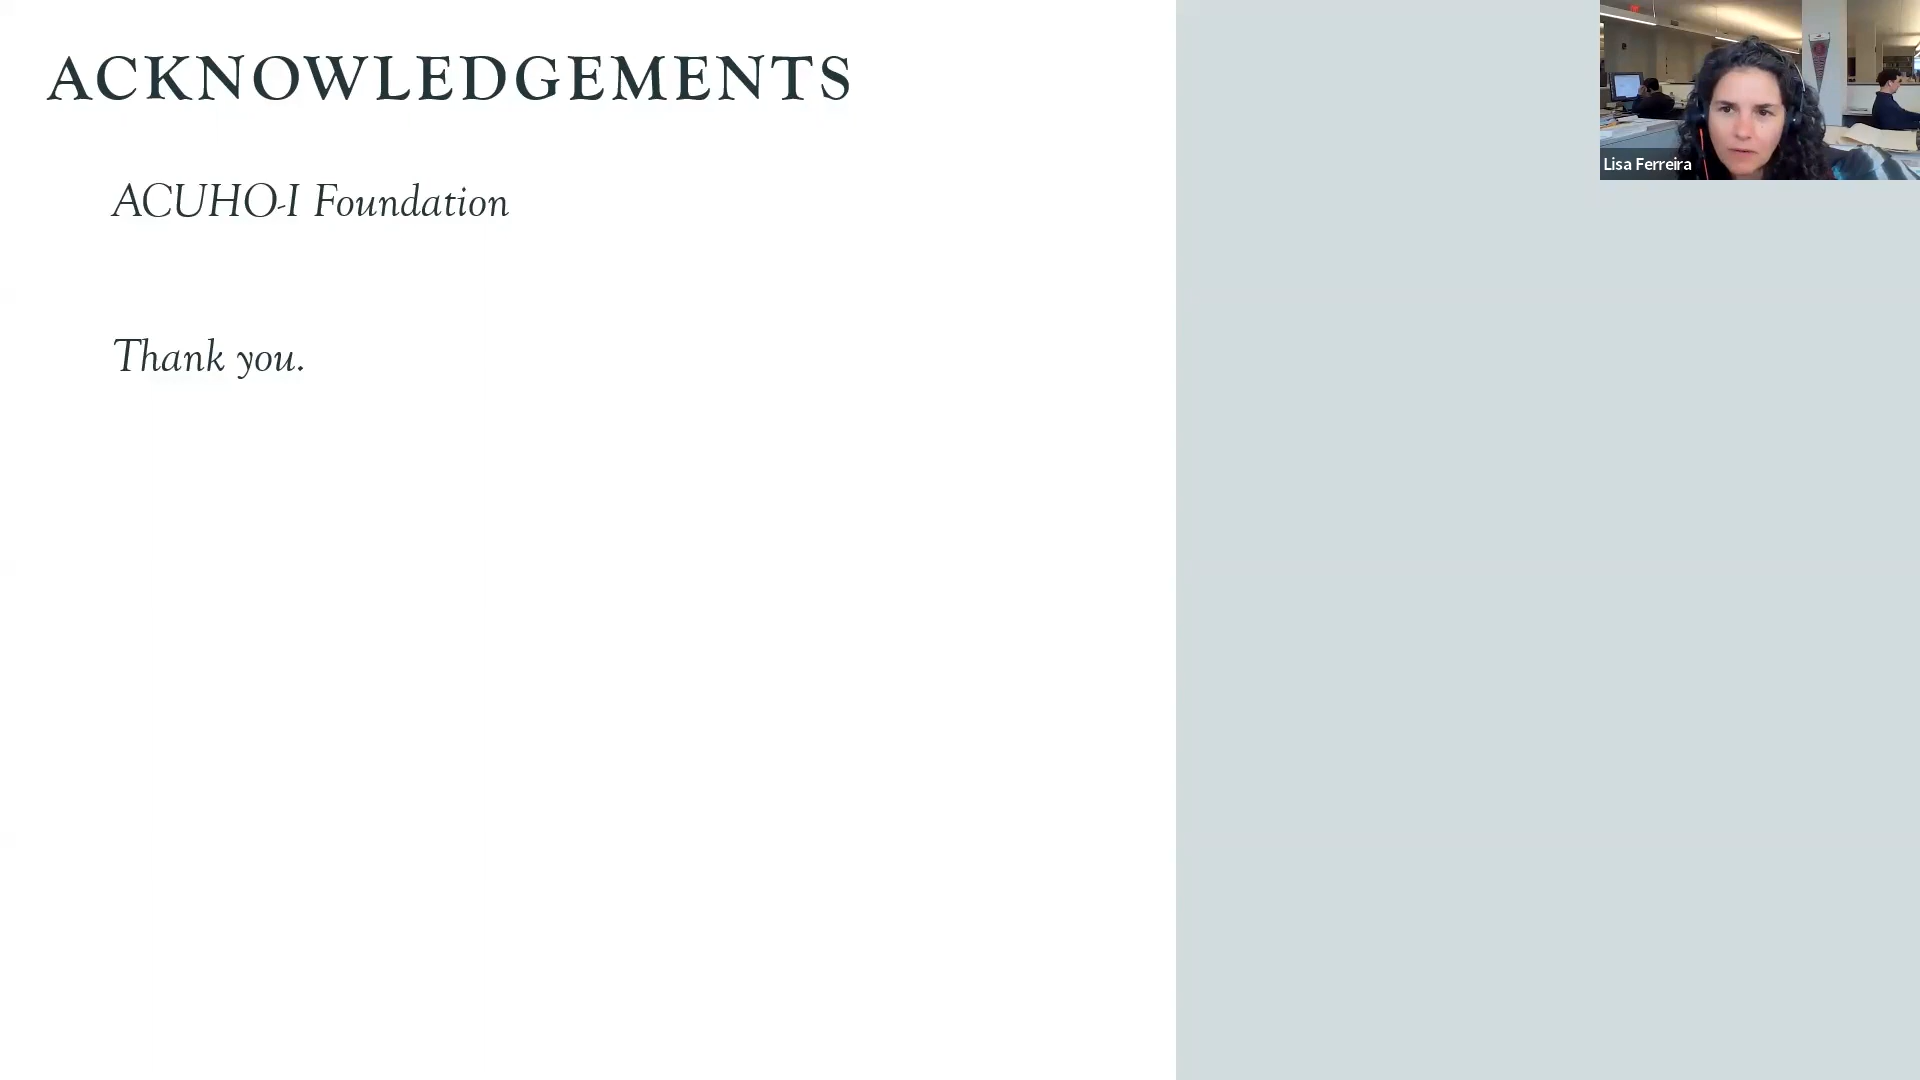 ACKNOWLEDGEMENTS
ACUHO-I Foundation
Thank you.
Lisa Ferreira